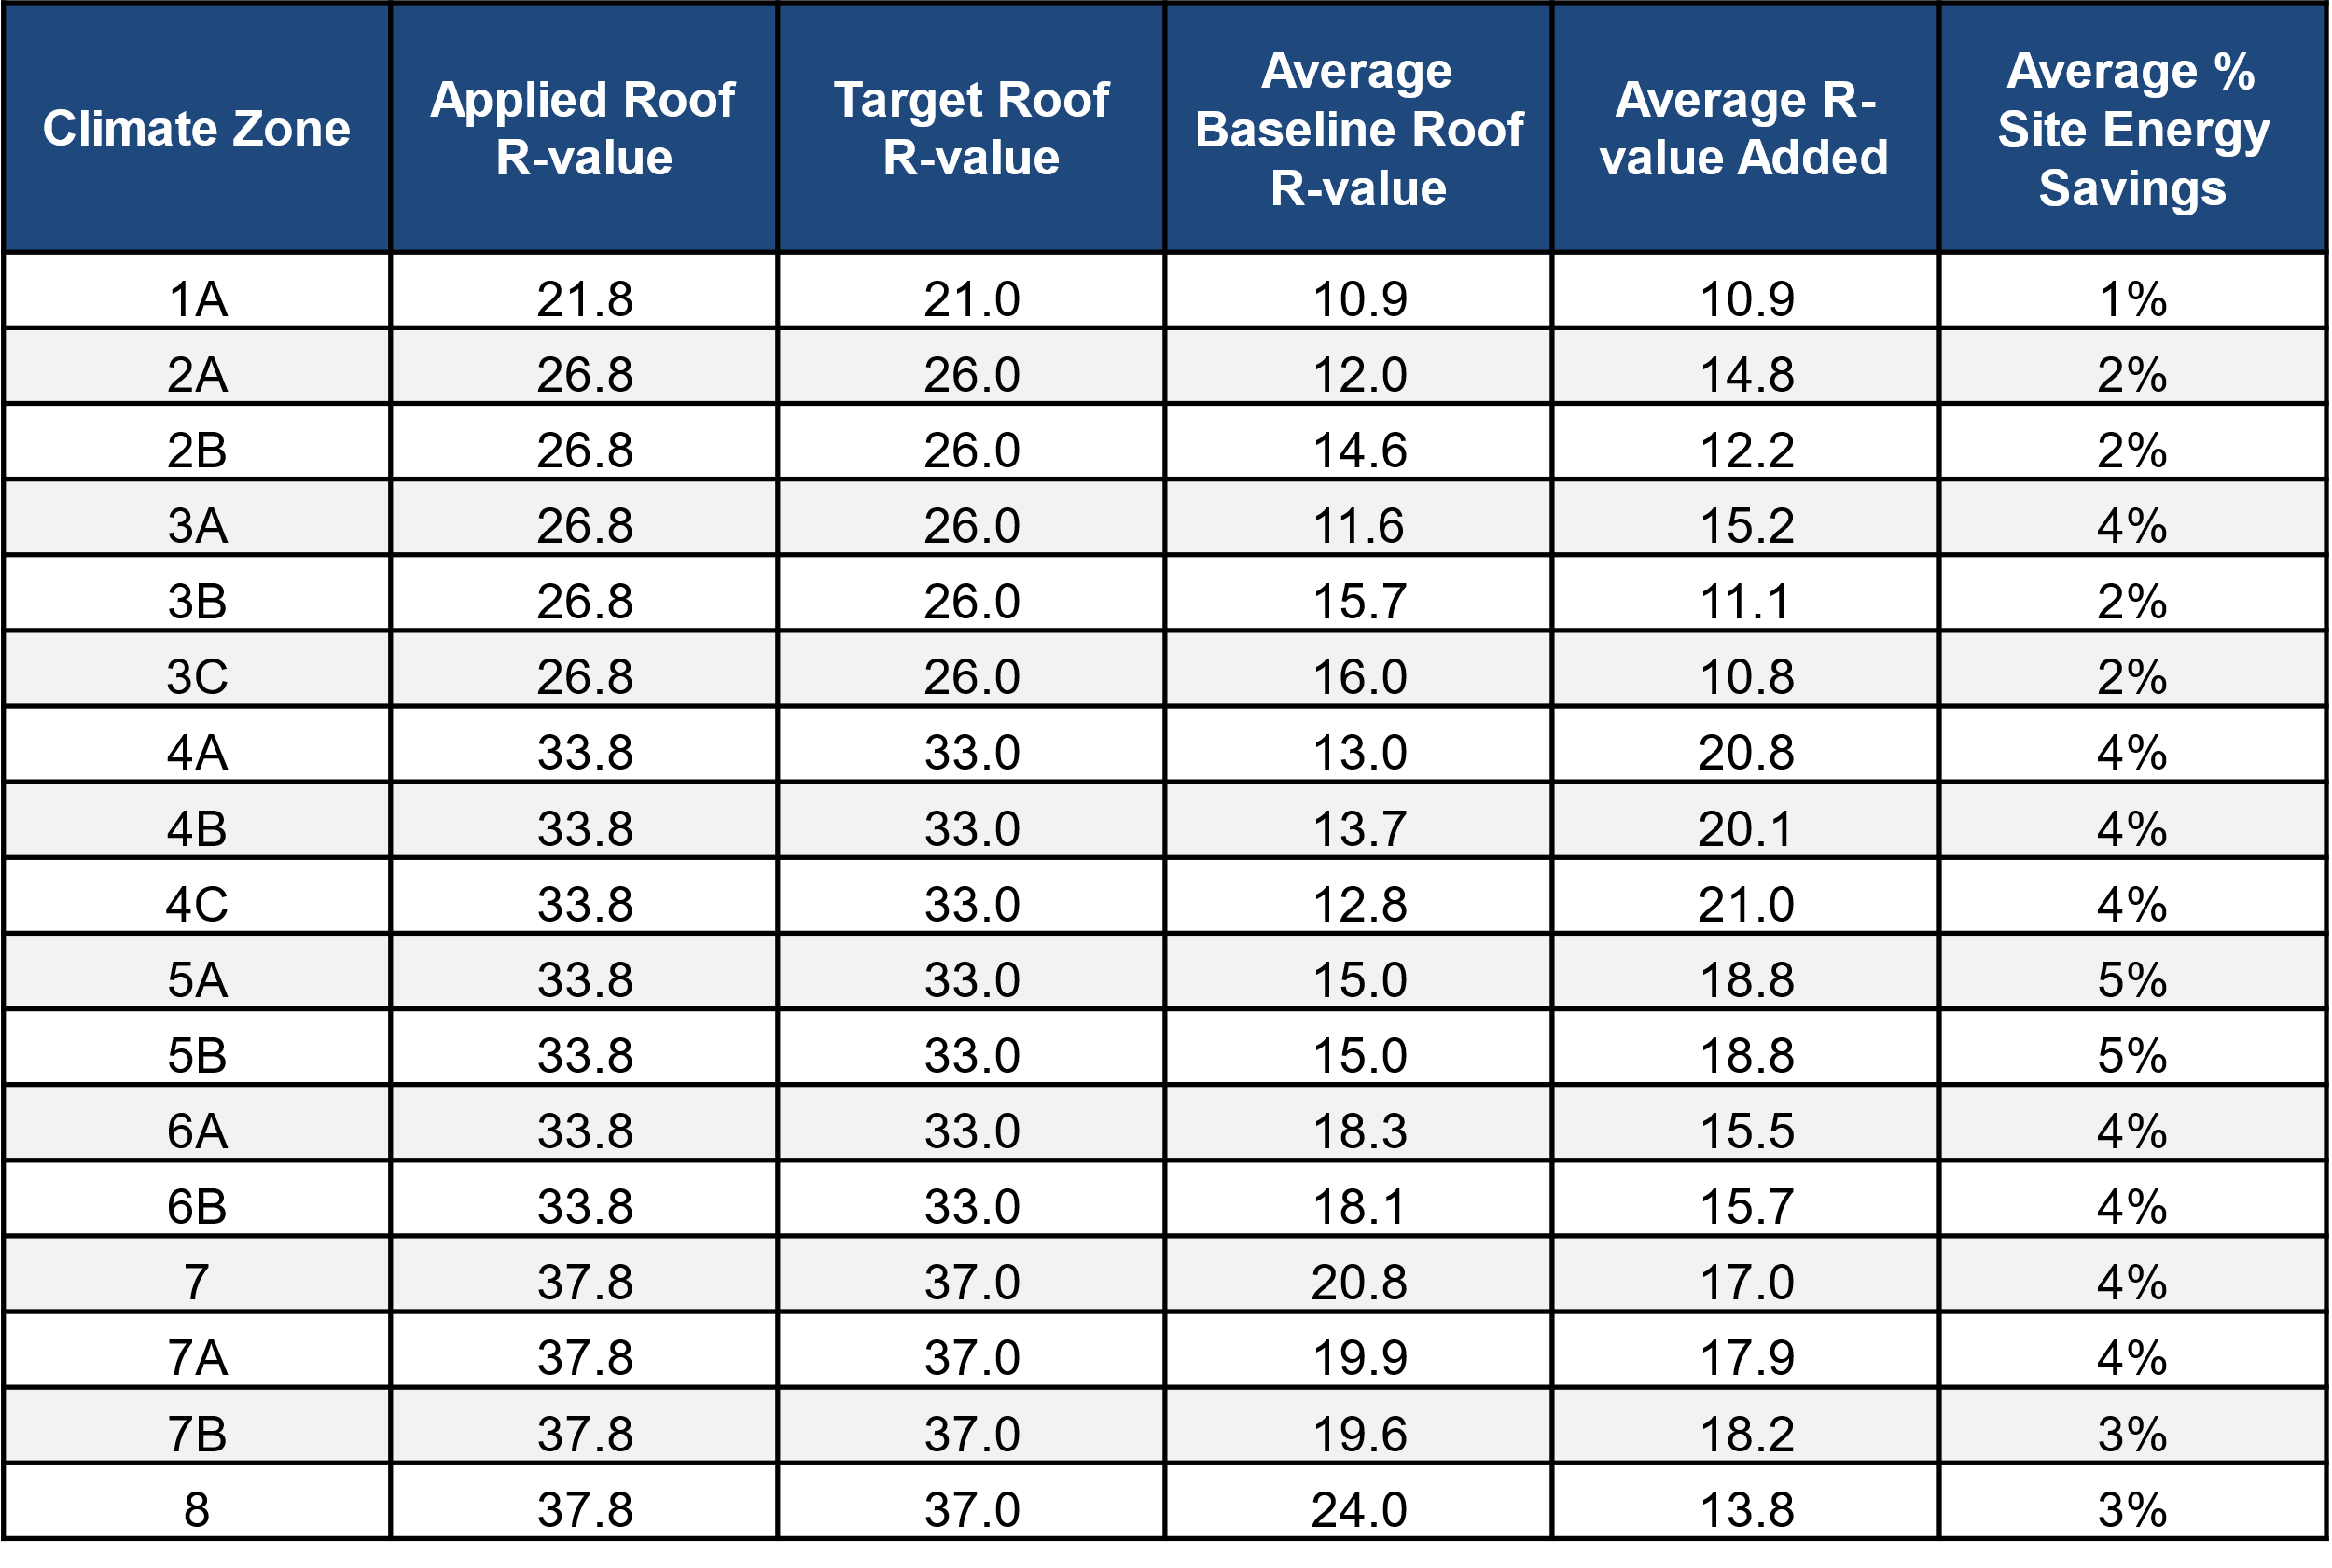 Climate Zone Applied Roof R-value Target Roof R-value Average Baseline Roof R-value Average R-value Added Average % Site Energy Savings
1A 21.8 21.0 10.9 10.9 1%
2A 26.8 26.0 12.0 14.8 2%
2B 26.8 26.0 14.6 12.2 2%
3A 26.8 26.0 11.6 15.2 4%
3B 26.8 26.0 15.7 11.1 2%
3C 26.8 26.0 16.0 10.8 2%
4A 33.8 33.0 13.0 20.8 4%
4B 33.8 33.0 13.7 20.1 4%
4C 33.8 33.0 12.8 21.0 4%
5A 33.8 33.0 15.0 18.8 5%
5B 33.8 33.0 15.0 18.8 5%
6A 33.8 33.0 18.3 15.5 4%
6B 33.8 33.0 18.1 15.7 4%
7 37.8 37.0 20.8 17.0 4%
7A 37.8 37.0 19.9 17.9 4%
7B 37.8 37.0 19.6 18.2 3%
8 37.8 37.0 24.0 13.8 3%